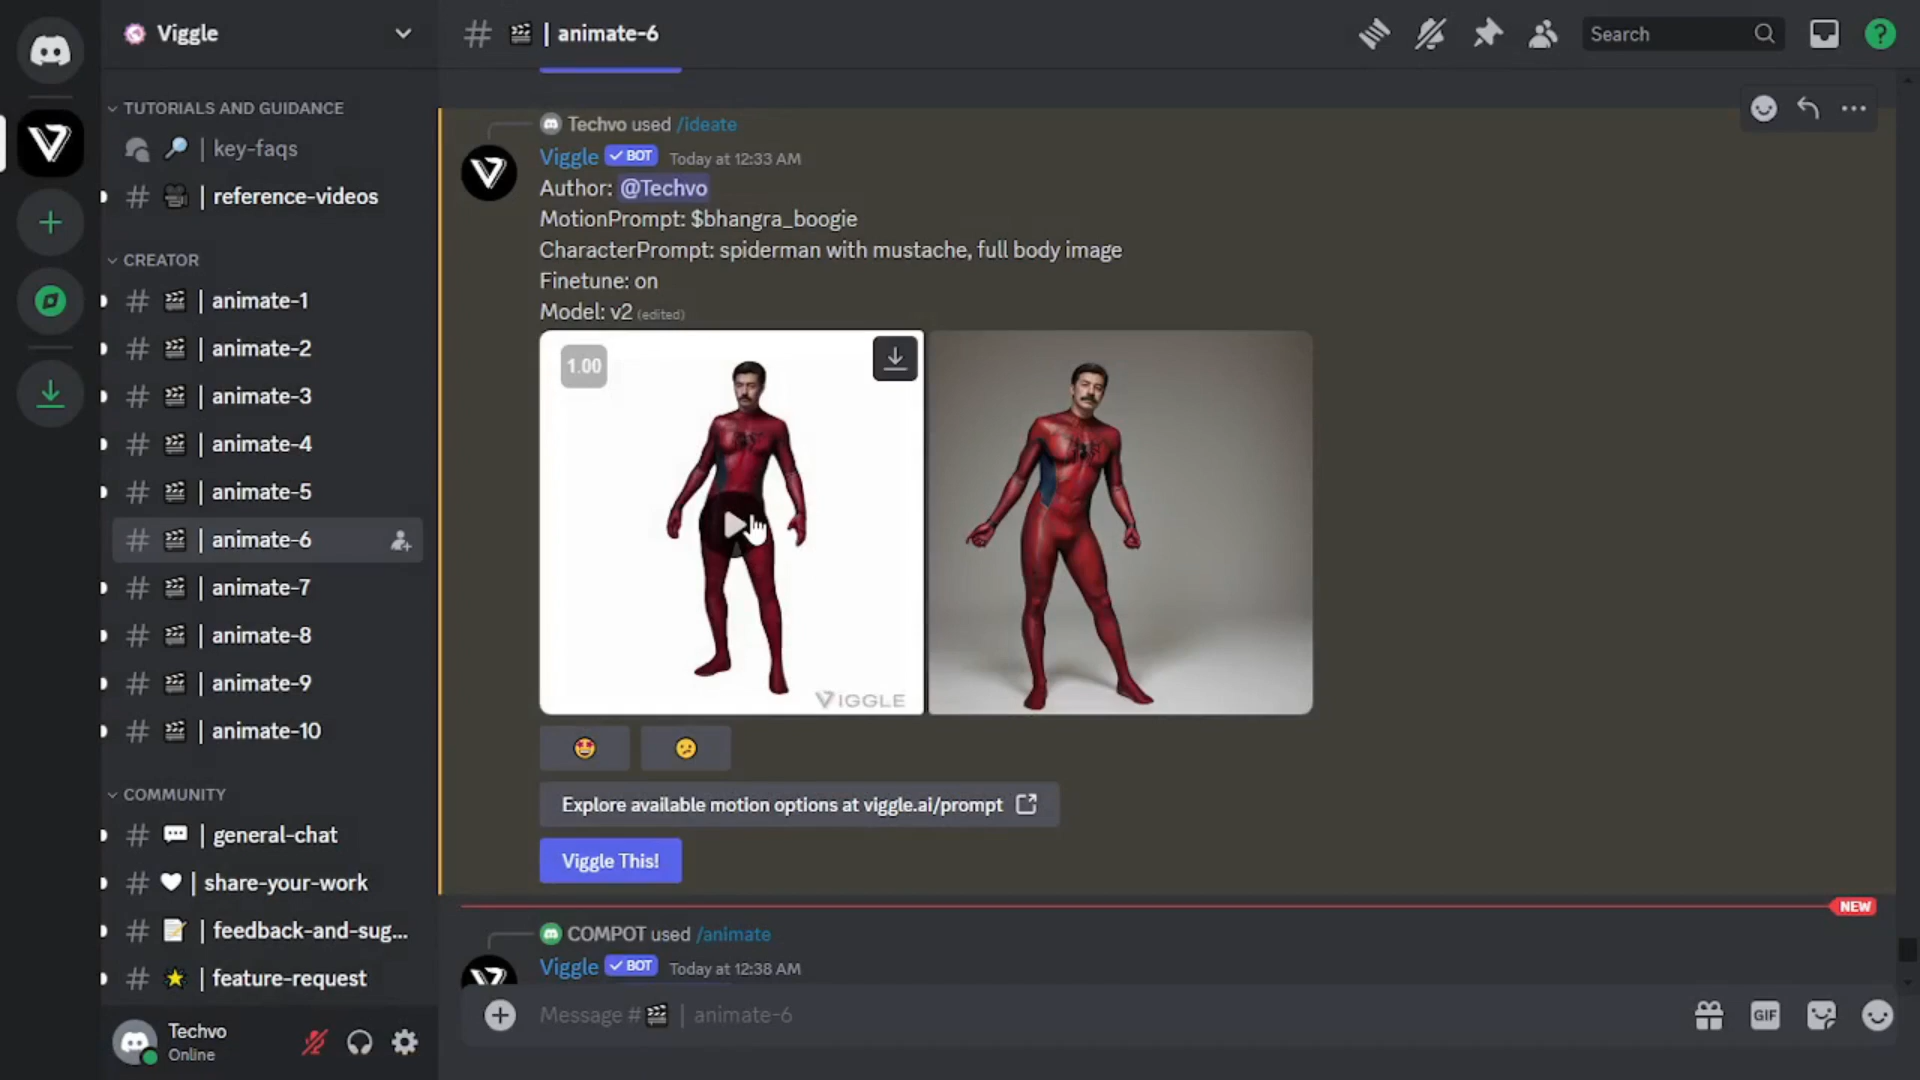 Viggle
| animate-6
Search
TUTORIALS AND GUIDANCE
| key-faqs
| reference-videos
CREATOR
| animate-1
| animate-2
| animate-3
| animate-4
| animate-5
| animate-6
| animate-7
| animate-8
| animate-9
| animate-10
COMMUNITY
| general-chat
| share-your-work
| feedback-and-sug...
| feature-request
Techvo
Online
Techvo used /ideate
Viggle BOT Today at 12:33 AM
Author: @Techvo
MotionPrompt: $bhangra_boogie
CharacterPrompt: spiderman with mustache, full body image
Finetune: on
Model: v2 (edited)
1.00
VIGGLE
Explore available motion options at viggle.ai/prompt
Viggle This!
NEW
COMPOT used /animate
Viggle BOT Today at 12:38 AM
Message # | animate-6
GIF